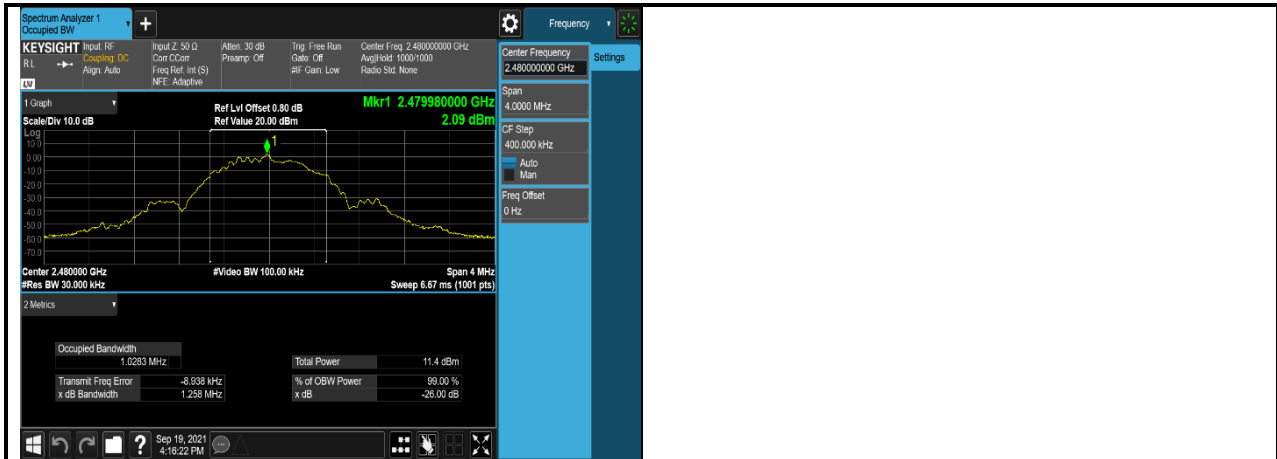 Spectrum Analyzer 1
Occupied BW
Frequency
KEYSIGHT
Input: RF
Coupling: DC
Align: Auto
Input Z: 50 Ω
Corr CCorr
Freq Ref: Int (S)
NFE: Adaptive
Atten: 30 dB
Preamp: Off
Trig: Free Run
Gate: Off
#IF Gain: Low
Center Freq: 2.480000000 GHz
Avg|Hold: 1000/1000
Radio Std: None
R L
LXI
Center Frequency
2.480000000 GHz
Settings
Span
4.0000 MHz
CF Step
400.000 kHz
Auto
Man
Freq Offset
0 Hz
1 Graph
Scale/Div 10.0 dB
Ref Lvl Offset 0.80 dB
Ref Value 20.00 dBm
Mkr1 2.479980000 GHz
2.09 dBm
Log
10.0
0.00
-10.0
-20.0
-30.0
-40.0
-50.0
-60.0
-70.0
1
Center 2.480000 GHz
#Res BW 30.000 kHz
#Video BW 100.00 kHz
Span 4 MHz
Sweep 6.67 ms (1001 pts)
2 Metrics
Occupied Bandwidth
1.0283 MHz
Total Power 11.4 dBm
Transmit Freq Error -8.938 kHz
% of OBW Power 99.00 %
x dB Bandwidth 1.258 MHz
x dB -26.00 dB
?
Sep 19, 2021
4:16:22 PM